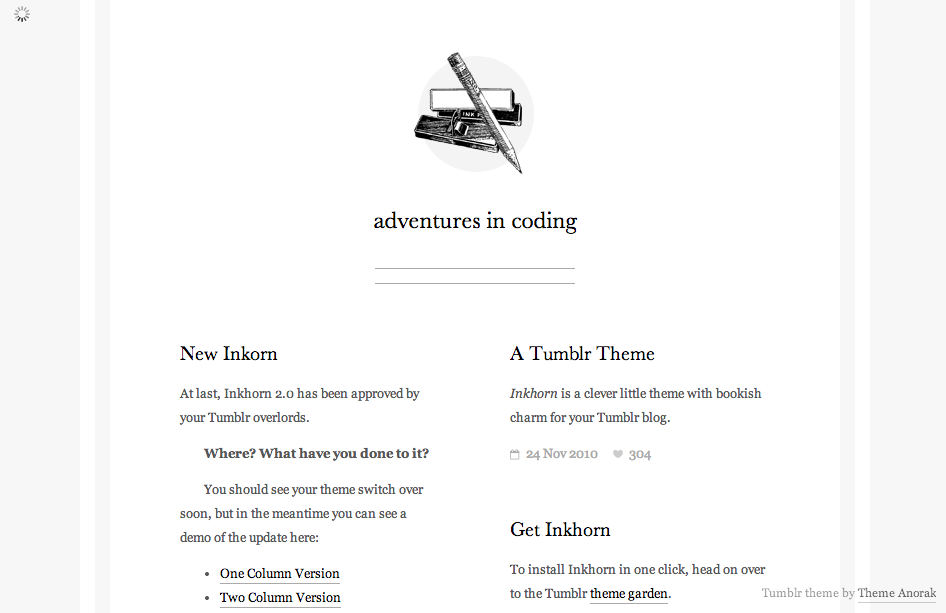 INK
adventures in coding
New Inkorn
At last, Inkhorn 2.0 has been approved by
your Tumblr overlords.
Where? What have you done to it?
You should see your theme switch over
soon, but in the meantime you can see a
demo of the update here:
One Column Version
Two Column Version
A Tumblr Theme
Inkhorn is a clever little theme with bookish
charm for your Tumblr blog.
24 Nov 2010 304
Get Inkhorn
To install Inkhorn in one click, head on over
to the Tumblr theme garden.
Tumblr theme by Theme Anorak